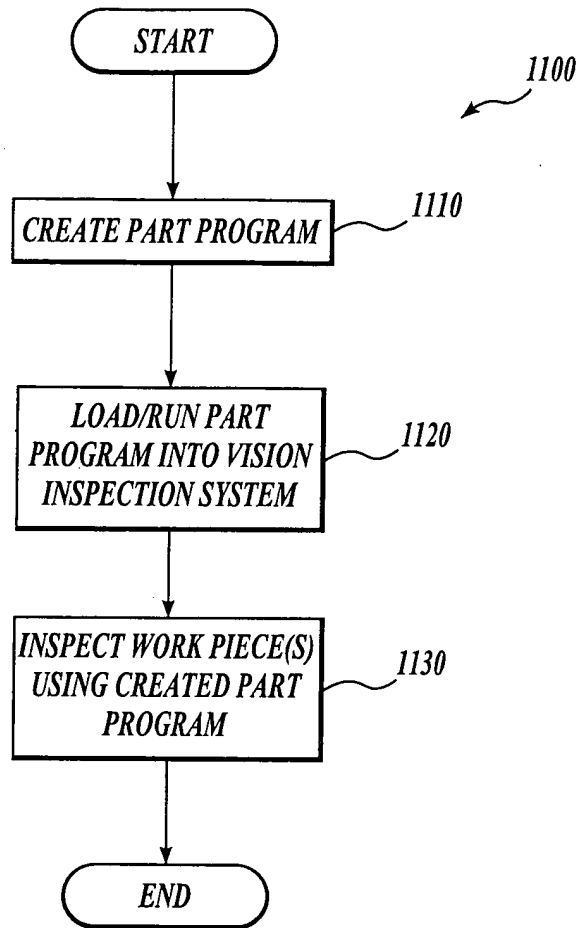 START
1100
CREATE PART PROGRAM
1110
LOAD/RUN PART
PROGRAM INTO VISION
INSPECTION SYSTEM
1120
INSPECT WORK PIECE(S)
USING CREATED PART
PROGRAM
1130
END